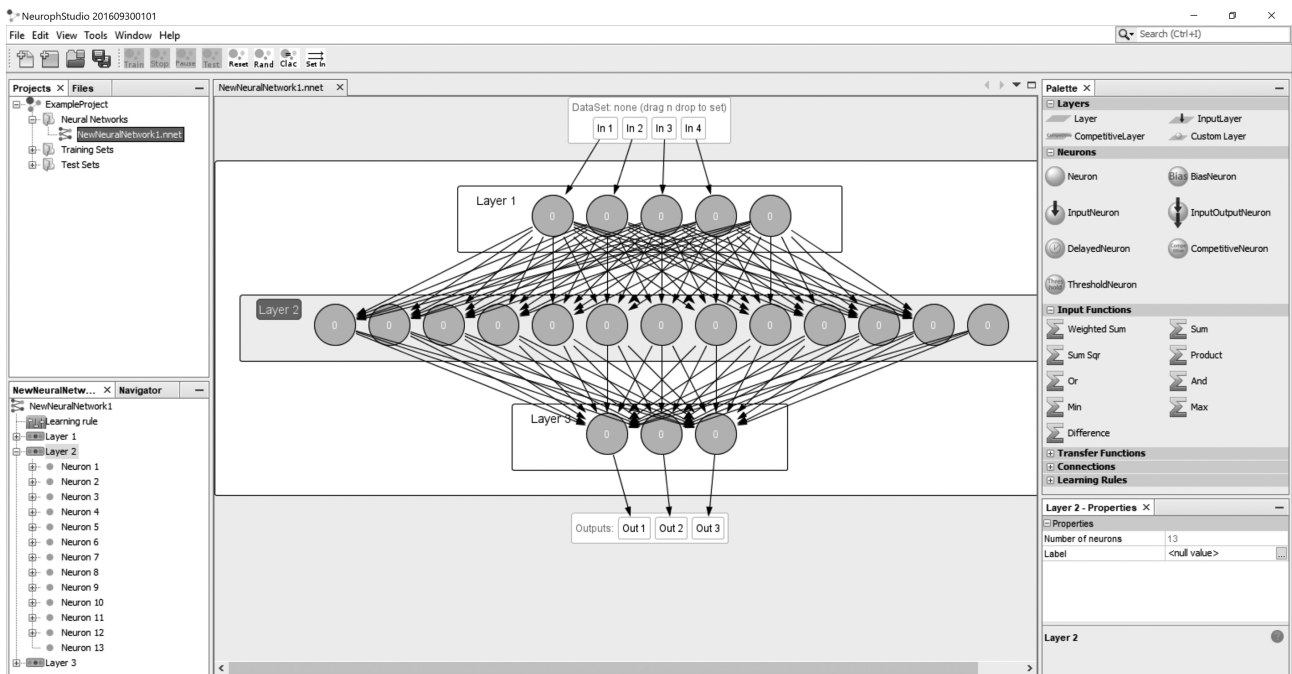 NeurophStudio 201609300101
File Edit View Tools Window Help
Search (Ctrl+I)
Train Stop Pause Test Reset Rand Clac Set In
Projects Files
ExampleProject
Neural Networks
NewNeuralNetwork1.nnet
Training Sets
Test Sets
NewNeuralNetw... Navigator
NewNeuralNetwork1
Learning rule
Layer 1
Layer 2
Neuron 1
Neuron 2
Neuron 3
Neuron 4
Neuron 5
Neuron 6
Neuron 7
Neuron 8
Neuron 9
Neuron 10
Neuron 11
Neuron 12
Neuron 13
Layer 3
NewNeuralNetwork1.nnet
DataSet: none (drag n drop to set)
In 1 In 2 In 3 In 4
Layer 1
0 0 0 0 0
Layer 2
0 0 0 0 0 0 0 0 0 0 0 0 0
Layer 3
0 0 0
Outputs: Out 1 Out 2 Out 3
Palette
Layers
Layer InputLayer
CompetitiveLayer Custom Layer
Neurons
Neuron Bias BiasNeuron
InputNeuron InputOutputNeuron
DelayedNeuron CompetitiveNeuron
ThresholdNeuron
Input Functions
Weighted Sum Sum
Sum Sqr Product
Or And
Min Max
Difference
Transfer Functions
Connections
Learning Rules
Layer 2 - Properties
Properties
Number of neurons 13
Label <null value> ...
Layer 2